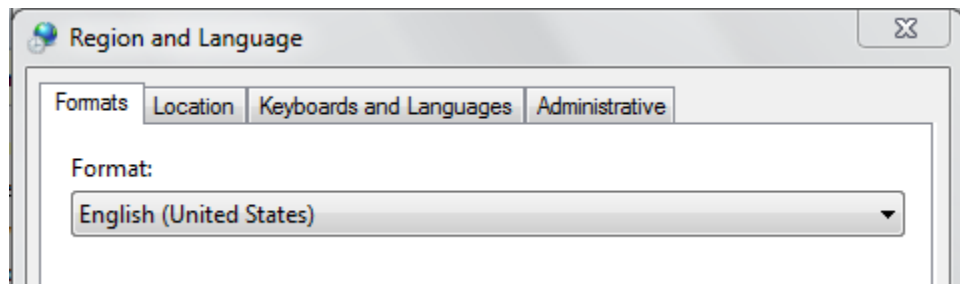 Region and Language
Formats Location Keyboards and Languages Administrative
Format:
English (United States)